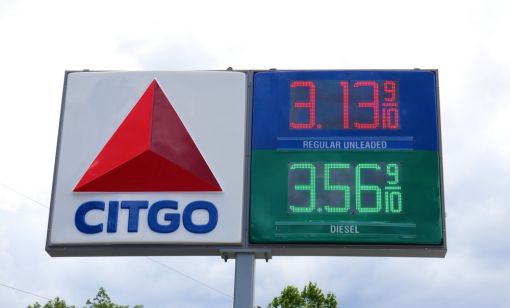 CITGO
3.13 9/10
REGULAR UNLEADED
3.56 9/10
DIESEL